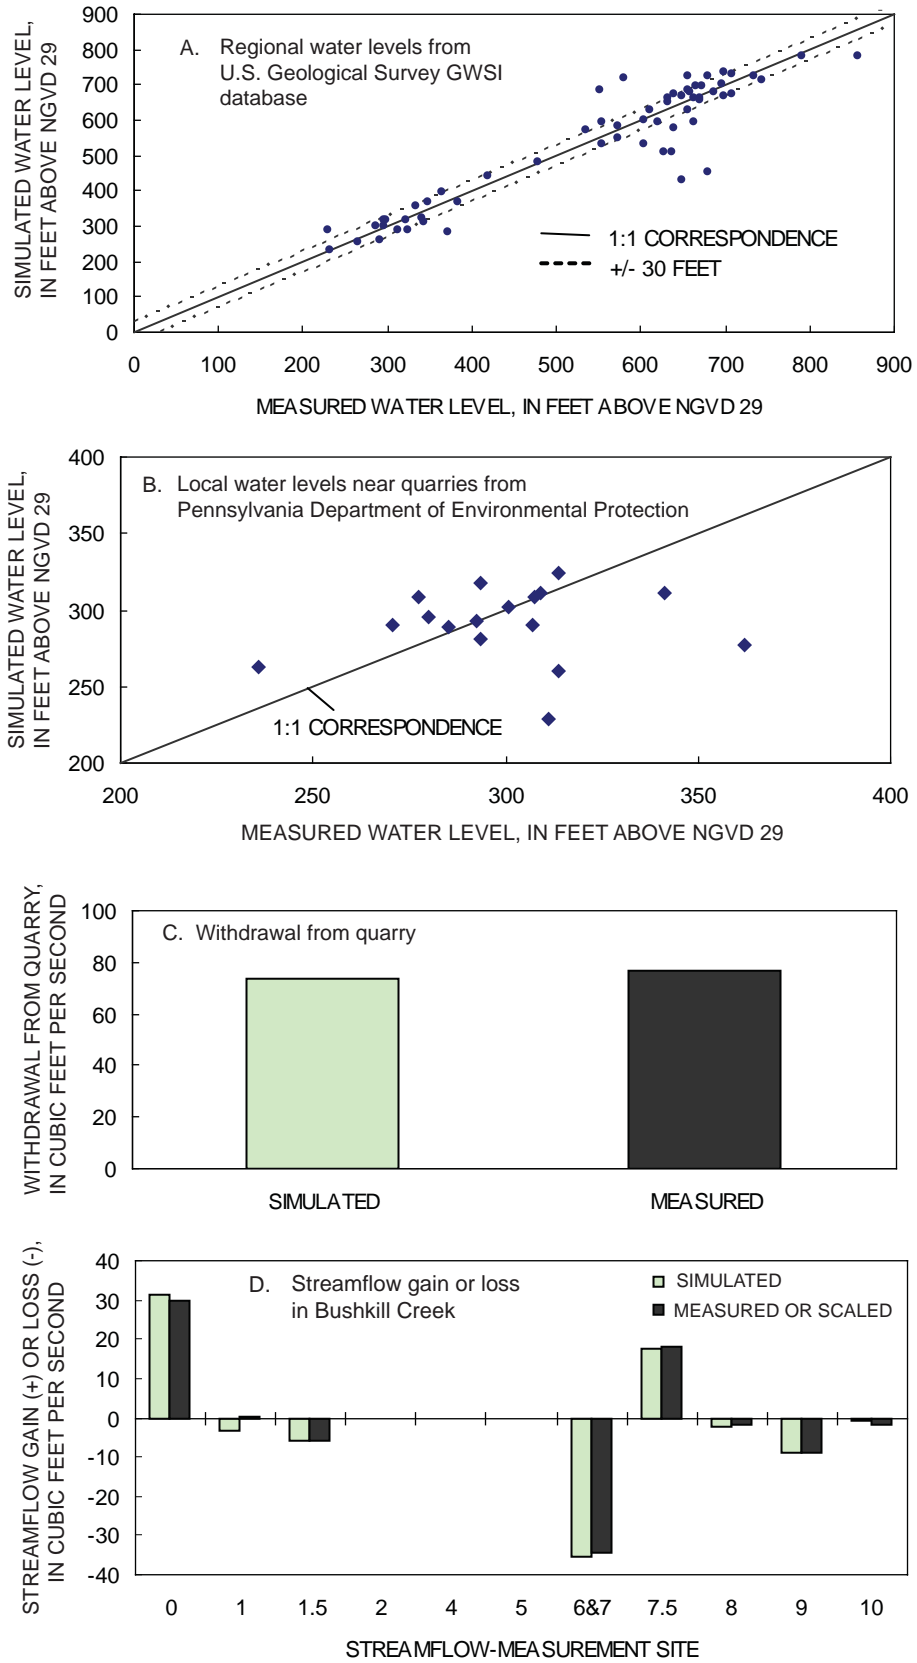 SIMULATED WATER LEVEL,
IN FEET ABOVE NGVD 29
900
800
700
600
500
400
300
200
100
0
A. Regional water levels from
U.S. Geological Survey GWSI
database
1:1 CORRESPONDENCE
+/- 30 FEET
0 100 200 300 400 500 600 700 800 900
MEASURED WATER LEVEL, IN FEET ABOVE NGVD 29
SIMULATED WATER LEVEL,
IN FEET ABOVE NGVD 29
400
350
300
250
200
B. Local water levels near quarries from
Pennsylvania Department of Environmental Protection
1:1 CORRESPONDENCE
200 250 300 350 400
MEASURED WATER LEVEL, IN FEET ABOVE NGVD 29
WITHDRAWAL FROM QUARRY,
IN CUBIC FEET PER SECOND
100
80
60
40
20
0
C. Withdrawal from quarry
SIMULATED MEASURED
STREAMFLOW GAIN (+) OR LOSS (-),
IN CUBIC FEET PER SECOND
40
30
20
10
0
-10
-20
-30
-40
D. Streamflow gain or loss
in Bushkill Creek
SIMULATED
MEASURED OR SCALED
0 1 1.5 2 4 5 6&7 7.5 8 9 10
STREAMFLOW-MEASUREMENT SITE